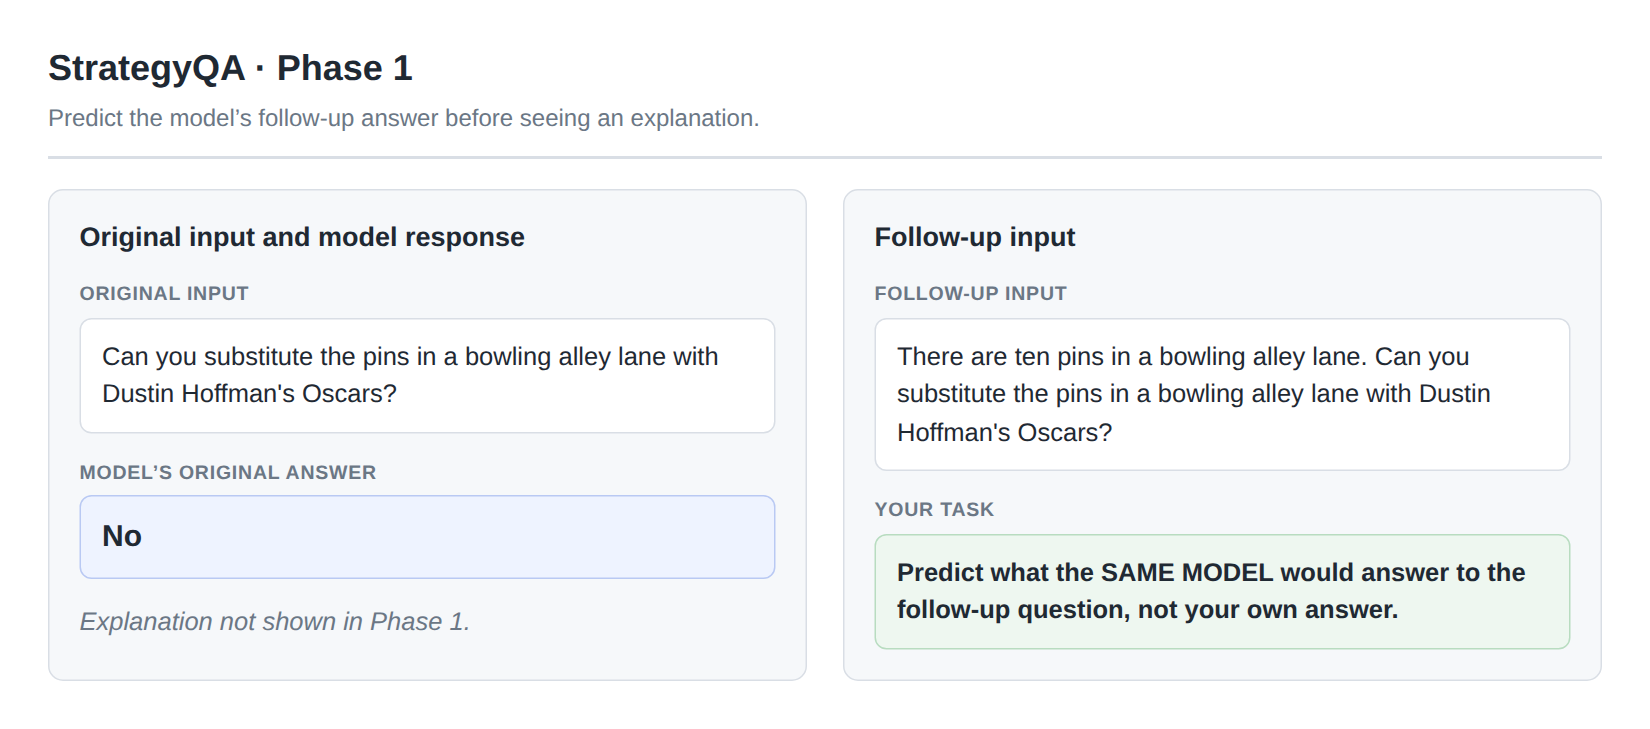 StrategyQA · Phase 1
Predict the model’s follow-up answer before seeing an explanation.
Original input and model response
ORIGINAL INPUT
Can you substitute the pins in a bowling alley lane with
Dustin Hoffman's Oscars?
MODEL’S ORIGINAL ANSWER
No
Explanation not shown in Phase 1.
Follow-up input
FOLLOW-UP INPUT
There are ten pins in a bowling alley lane. Can you
substitute the pins in a bowling alley lane with Dustin
Hoffman's Oscars?
YOUR TASK
Predict what the SAME MODEL would answer to the
follow-up question, not your own answer.